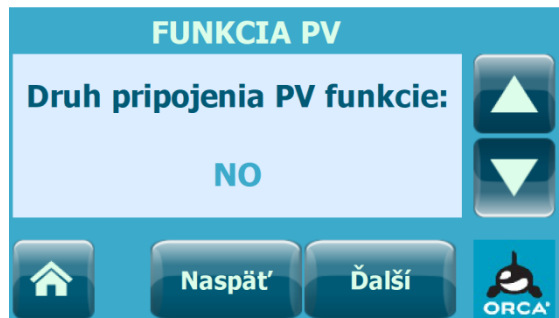 FUNKCIA PV
Druh pripojenia PV funkcie:
NO
Naspäť
Ďalší
ORCA